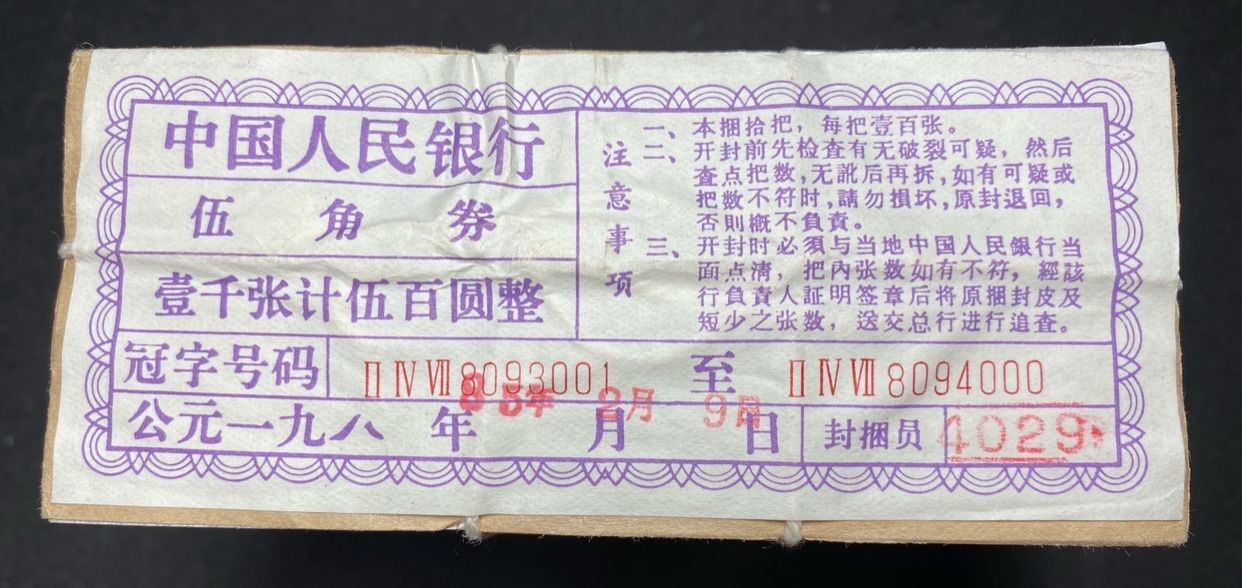 中国人民银行
伍角券
壹千张计伍百圆整
注意事项
一、本捆拾把，每把壹百张。
二、开封前先检查有无破裂可疑，然后
查点把数，无訛后再拆，如有可疑或
把数不符时，請勿損坏，原封退回，
否則概不負責。
三、开封时必須与当地中国人民銀行当
面点清，把內张数如有不符，經該
行負責人証明签章后将原捆封皮及
短少之张数，送交总行进行追查。
冠字号码 ⅡⅣⅦ8093001 至 ⅡⅣⅦ8094000
公元一九八 年 月 日
85年 2月 9日
封捆员 4029